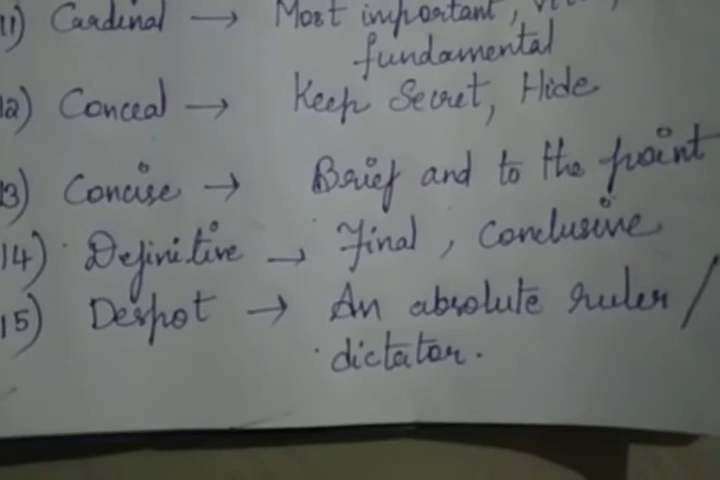 11) Cardinal → Most important,
fundamental
12) Conceal → Keep Secret, Hide
13) Concise → Brief and to the point
14) Definitive → Final, Conclusive
15) Despot → An absolute ruler /
dictator.